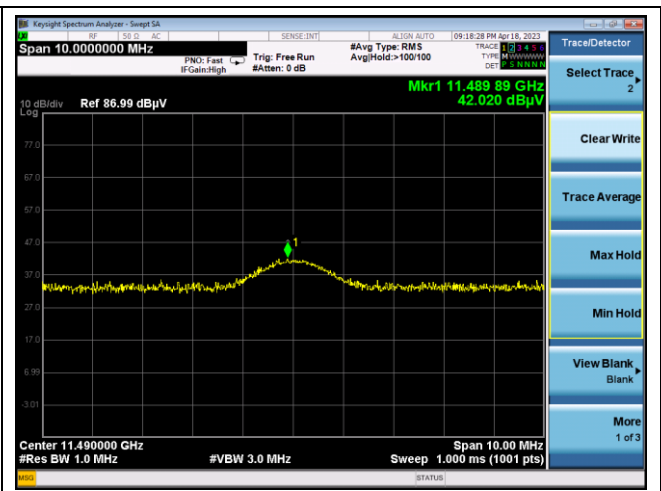 Keysight Spectrum Analyzer - Swept SA
RF 50 Ω AC SENSE:INT ALIGN AUTO 09:18:28 PM Apr 18, 2023
Span 10.0000000 MHz
PNO: Fast
IFGain:High
Trig: Free Run
#Atten: 0 dB
#Avg Type: RMS
Avg|Hold:>100/100
TRACE 1 2 3 4 5 6
TYPE M WWWWW
DET P S N N N N
Mkr1 11.489 89 GHz
42.020 dBµV
10 dB/div Ref 86.99 dBµV
Log
77.0
67.0
57.0
47.0
37.0
27.0
17.0
6.99
-3.01
1
Center 11.490000 GHz Span 10.00 MHz
#Res BW 1.0 MHz #VBW 3.0 MHz Sweep 1.000 ms (1001 pts)
MSG STATUS
Trace/Detector
Select Trace
2
Clear Write
Trace Average
Max Hold
Min Hold
View Blank
Blank
More
1 of 3